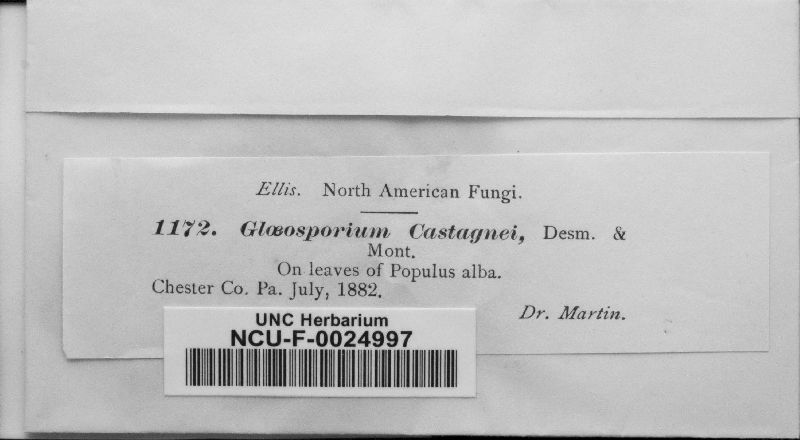 Ellis. North American Fungi.
1172. Glœosporium Castagnei, Desm. &
Mont.
On leaves of Populus alba.
Chester Co. Pa. July, 1882.
Dr. Martin.
UNC Herbarium
NCU-F-0024997